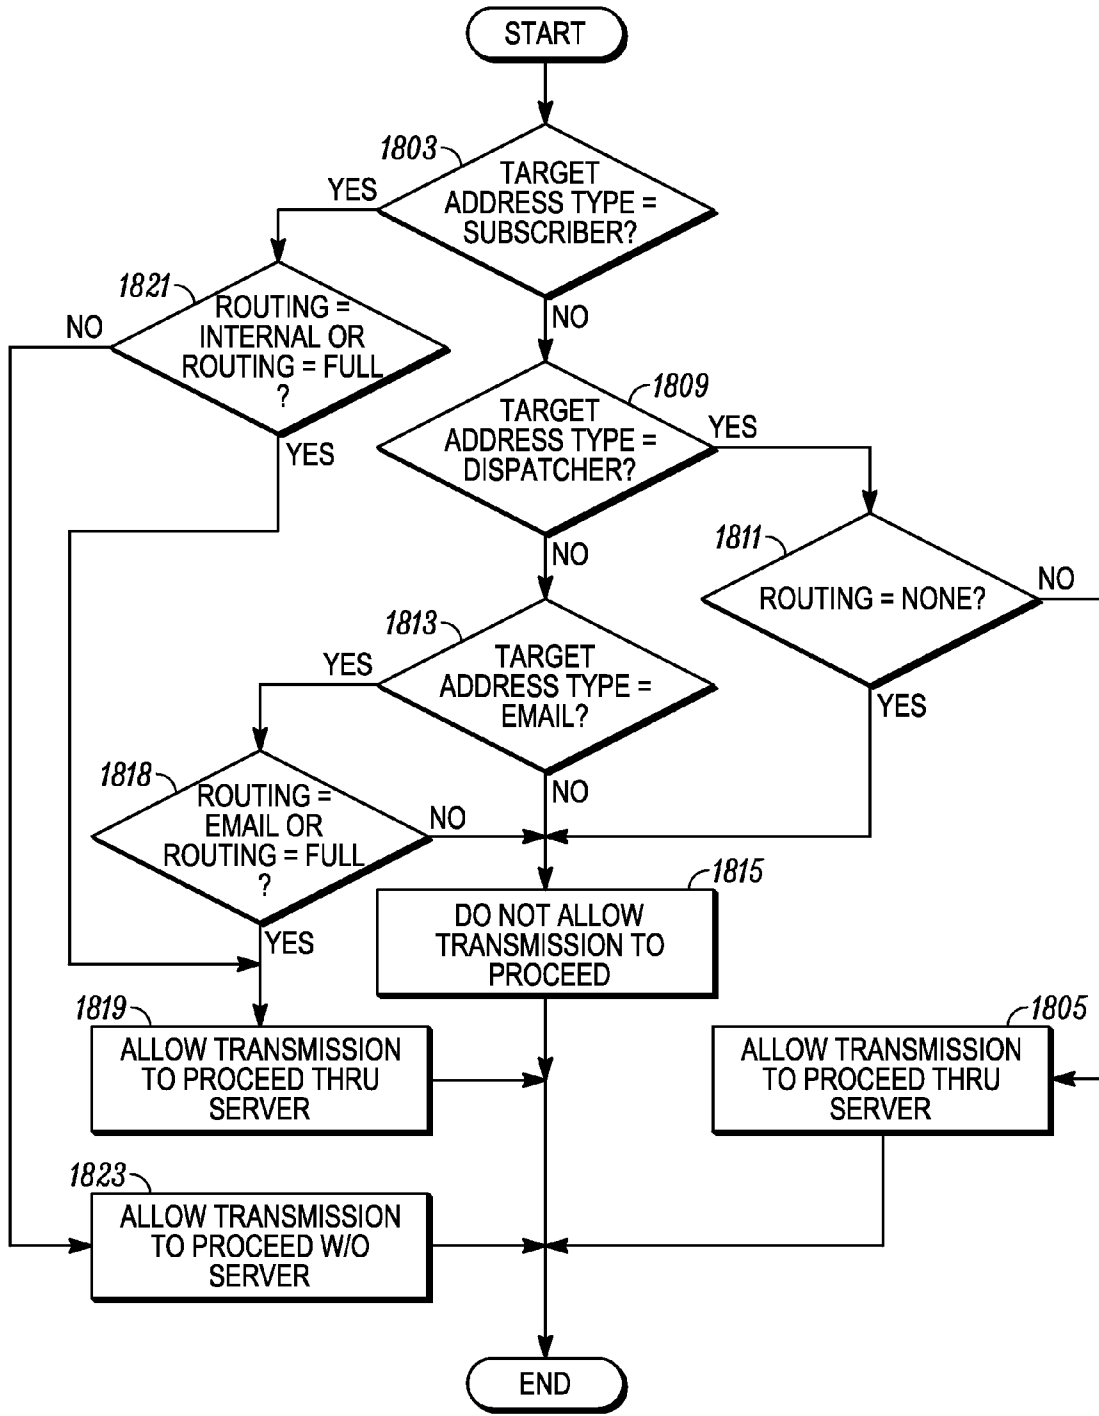 START
1803
TARGET
ADDRESS TYPE =
SUBSCRIBER?
YES
NO
1821
ROUTING =
INTERNAL OR
ROUTING = FULL
?
NO
YES
1809
TARGET
ADDRESS TYPE =
DISPATCHER?
YES
NO
1811
ROUTING = NONE?
NO
YES
1813
TARGET
ADDRESS TYPE =
EMAIL?
YES
NO
1818
ROUTING =
EMAIL OR
ROUTING = FULL
?
NO
YES
1815
DO NOT ALLOW
TRANSMISSION TO
PROCEED
1819
ALLOW TRANSMISSION
TO PROCEED THRU
SERVER
1805
ALLOW TRANSMISSION
TO PROCEED THRU
SERVER
1823
ALLOW TRANSMISSION
TO PROCEED W/O
SERVER
END